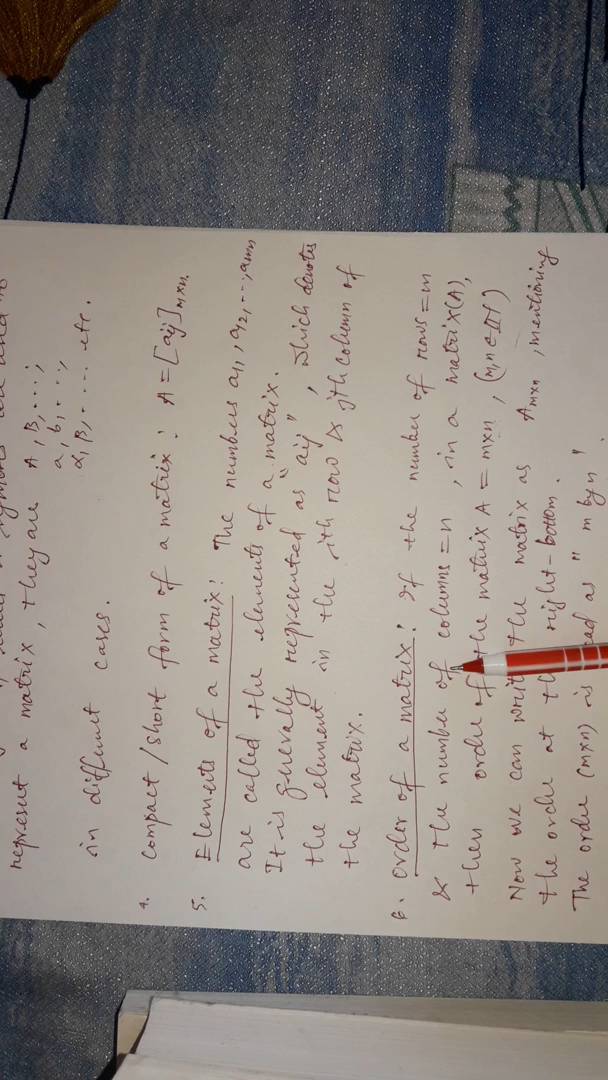 represent a matrix, they are A, B, ...;
a, b, ...;
α, β, .... etc.
in different cases.
4. Compact/short form of a matrix: A = [aij]m×n.
5. Elements of a matrix: The numbers a11, a12, ..., amn
are called the elements of a matrix.
It is generally represented as "aij", which denotes
the element in the ith row & jth column of
the matrix.
6. Order of a matrix: If the number of rows = m
& the number of columns = n, in a matrix (A),
then order of the matrix A = m×n, (m,n ∈ N)
Now we can write the matrix as Am×n, mentioning
the order at the right-bottom.
The order (m×n) is as "m by n".